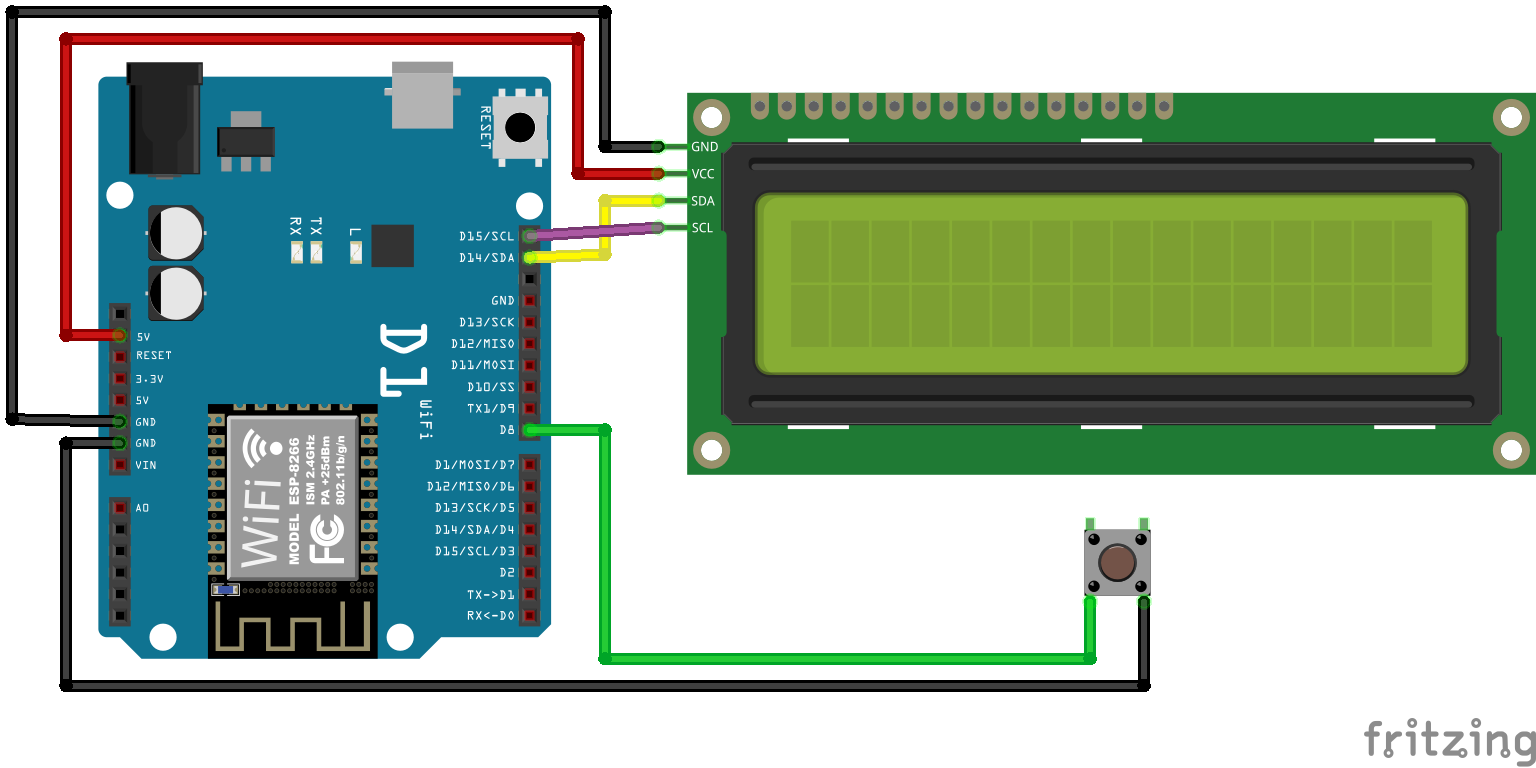 RESET
GND
VCC
SDA
SCL
RX
TX
L
D15/SCL
D14/SDA
GND
D13/SCK
D12/MISO
D11/MOSI
D10/SS
TX1/D9
D8
D1/MOSI/D7
D12/MISO/D6
D13/SCK/D5
D14/SDA/D4
D15/SCL/D3
D2
TX->D1
RX<-D0
5V
RESET
3.3V
5V
GND
GND
VIN
A0
D1
WiFi
WiFi
MODEL ESP-8266
ISM 2.4GHz
PA +25dBm
802.11b/g/n
FC
fritzing